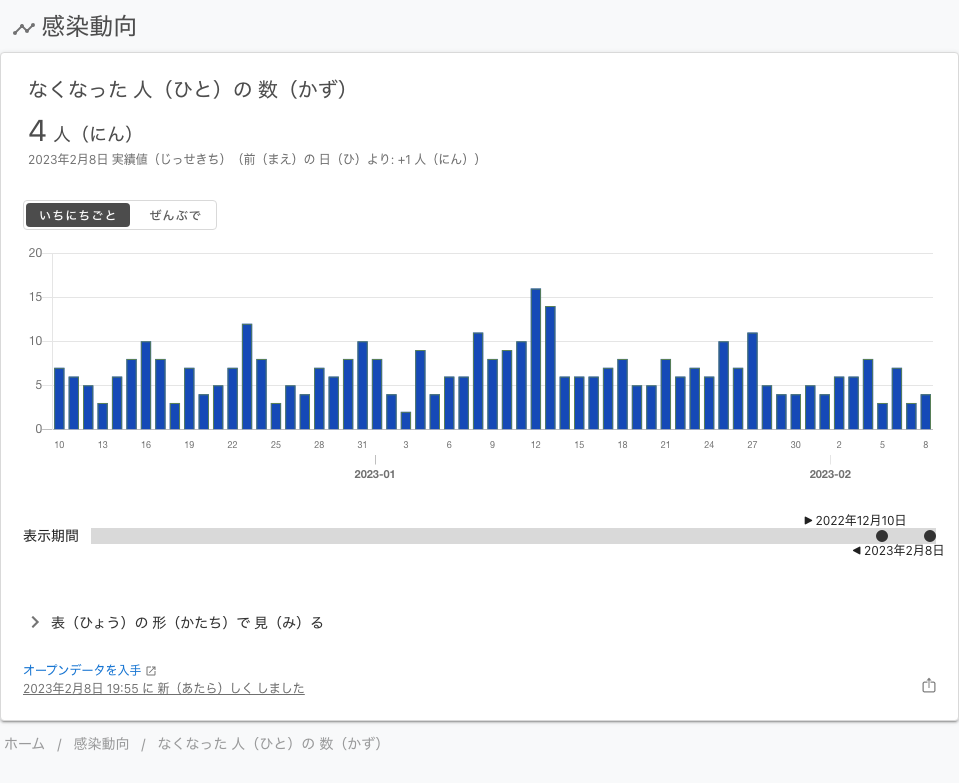 感染動向
なくなった 人（ひと）の 数（かず）
4 人（にん）
2023年2月8日 実績値（じっせきち）（前（まえ）の 日（ひ）より: +1 人（にん））
いちにちごと ぜんぶで
20
15
10
5
0
10 13 16 19 22 25 28 31 3 6 9 12 15 18 21 24 27 30 2 5 8
2023-01 2023-02
▶ 2022年12月10日
表示期間
◀ 2023年2月8日
表（ひょう）の 形（かたち）で 見（み）る
オープンデータを入手
2023年2月8日 19:55 に 新（あたら）しく しました
ホーム / 感染動向 / なくなった 人（ひと）の 数（かず）